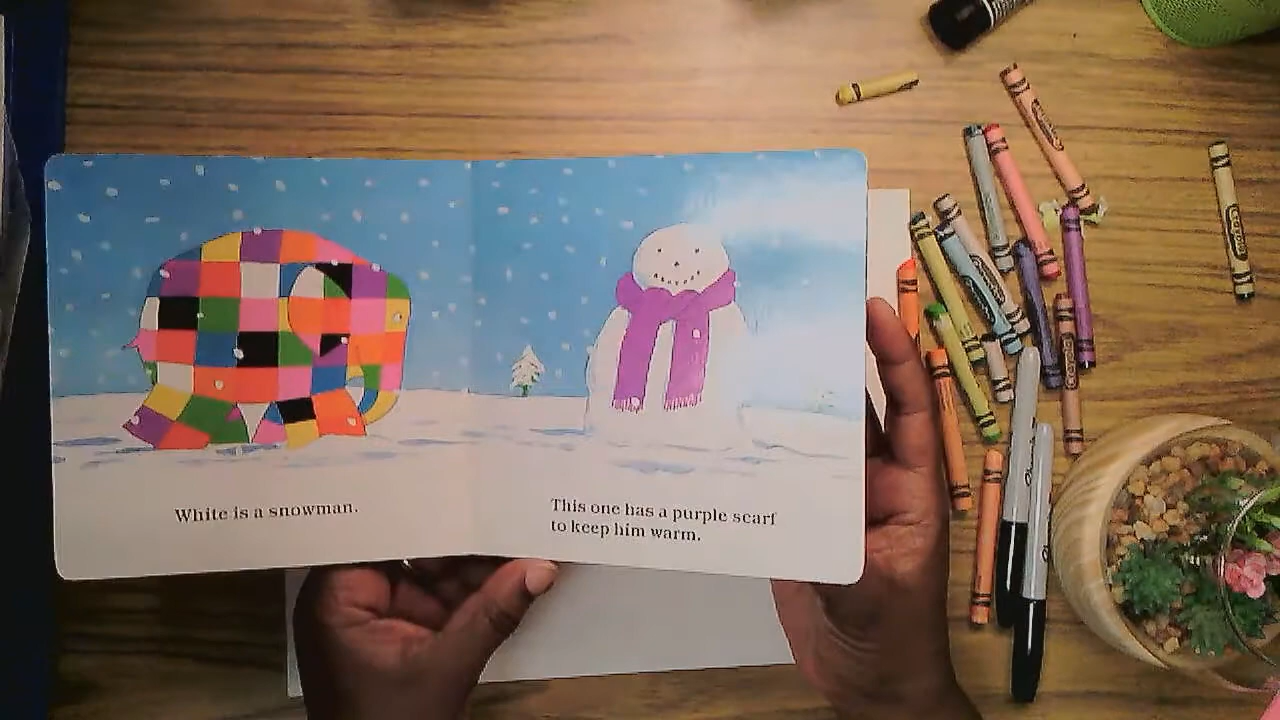 White is a snowman.
This one has a purple scarf
to keep him warm.